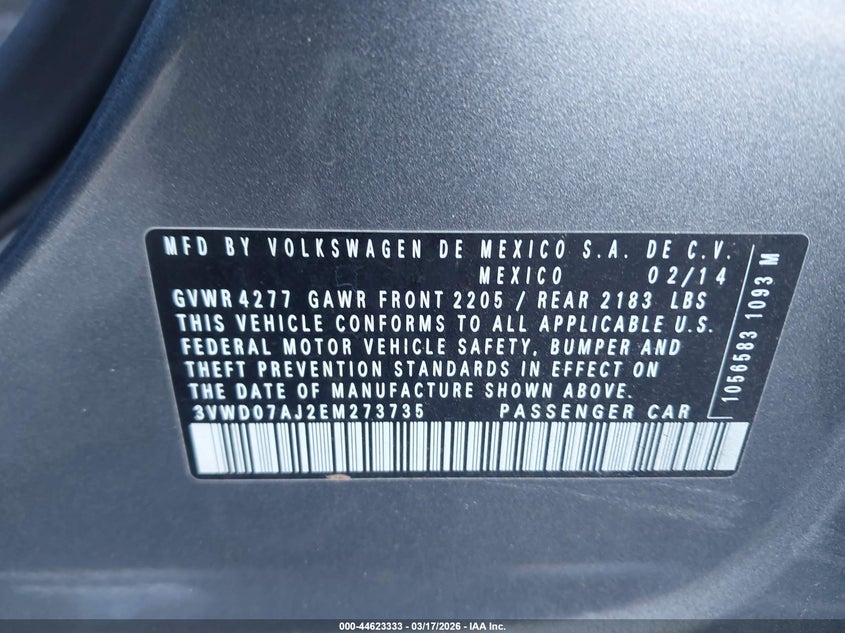 MFD BY VOLKSWAGEN DE MEXICO S.A. DE C.V.
MEXICO 02/14
GVWR 4277 GAWR FRONT 2205 / REAR 2183 LBS
THIS VEHICLE CONFORMS TO ALL APPLICABLE U.S.
FEDERAL MOTOR VEHICLE SAFETY, BUMPER AND
THEFT PREVENTION STANDARDS IN EFFECT ON
THE DATE OF MANUFACTURE SHOWN ABOVE.
3VWD07AJ2EM273735 PASSENGER CAR
1056583 1093 M
000-44623333 - 03/17/2026 - IAA Inc.